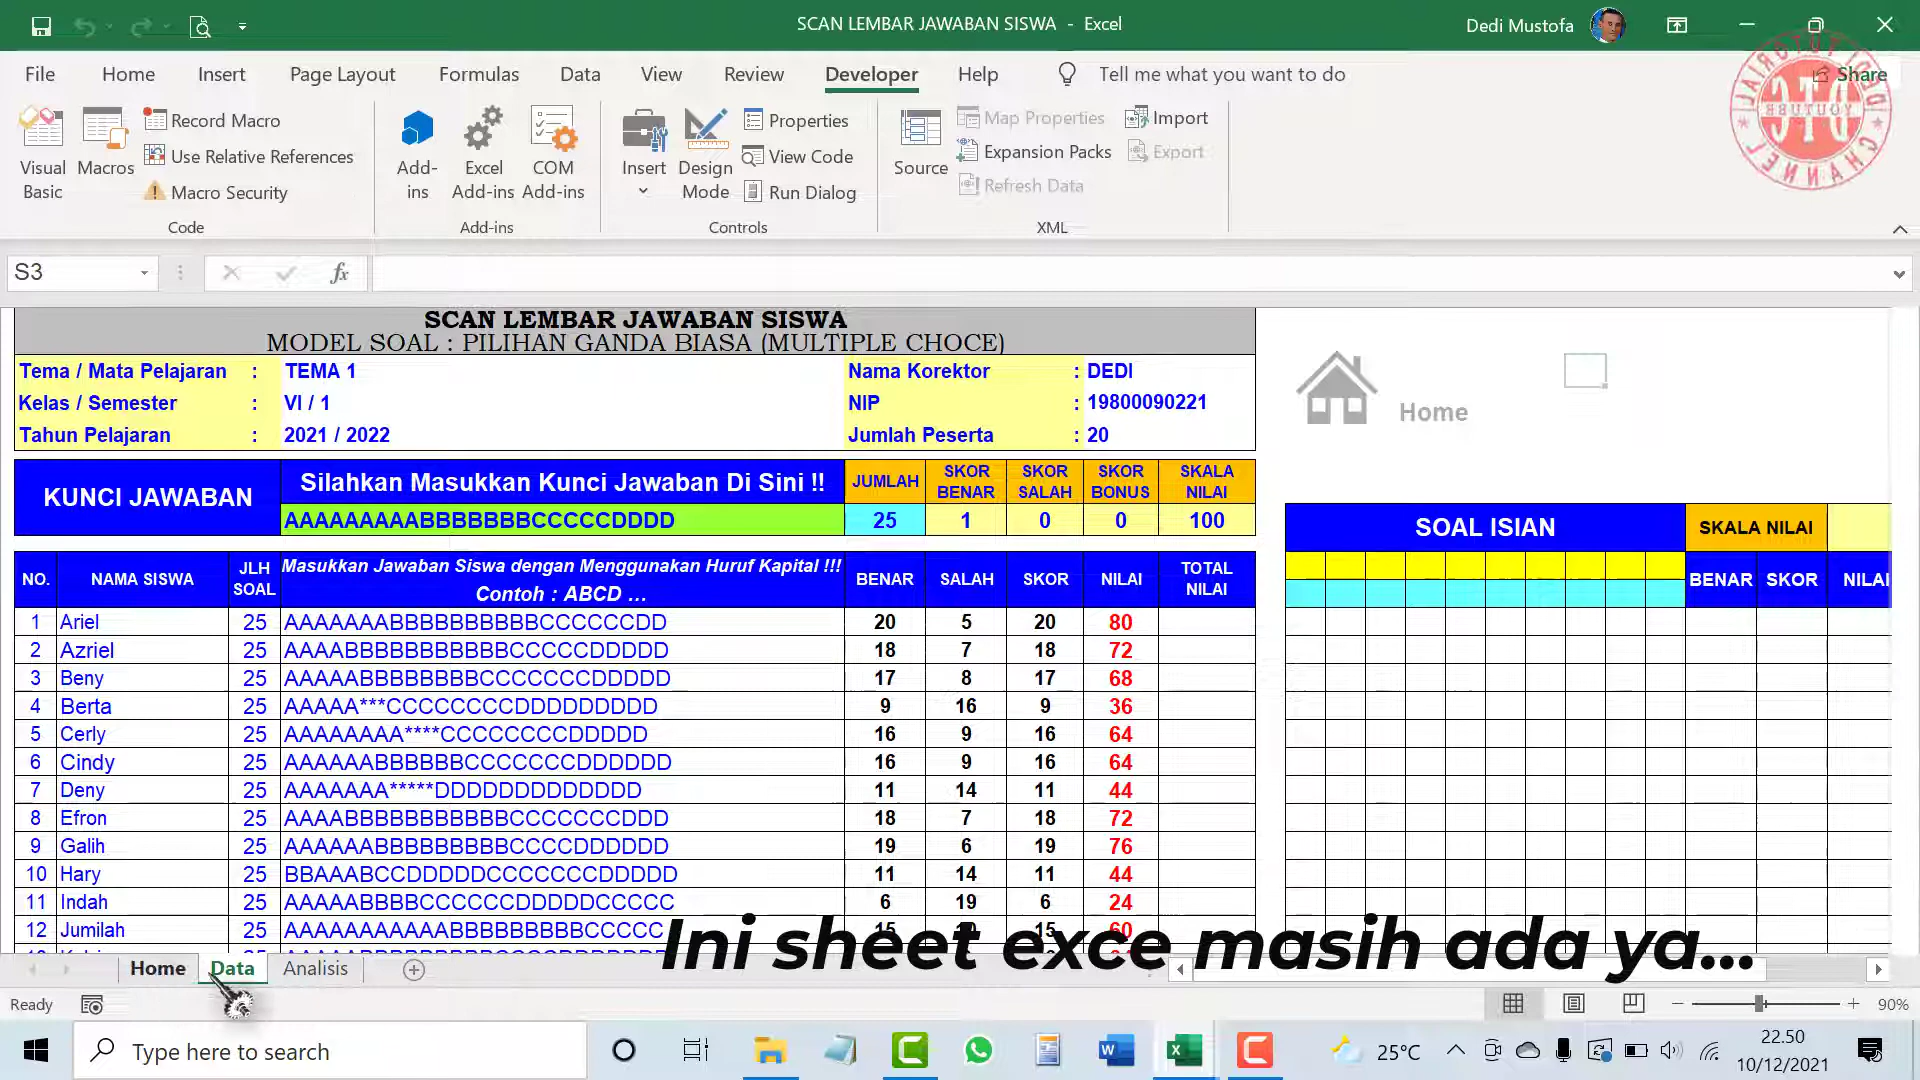 SCAN LEMBAR JAWABAN SISWA - Excel
Dedi Mustofa
File Home Insert Page Layout Formulas Data View Review Developer Help Tell me what you want to do Share
Visual Basic
Macros
Record Macro
Use Relative References
Macro Security
Code
Add-ins
Excel Add-ins
COM Add-ins
Add-ins
Insert
Design Mode
Properties
View Code
Run Dialog
Controls
Source
Map Properties
Expansion Packs
Refresh Data
Import
Export
XML
DTC
YOUTUBE
CHANNEL
S3
fx
SCAN LEMBAR JAWABAN SISWA
MODEL SOAL : PILIHAN GANDA BIASA (MULTIPLE CHOCE)
Tema / Mata Pelajaran : TEMA 1 Nama Korektor : DEDI
Kelas / Semester : VI / 1 NIP : 19800090221
Tahun Pelajaran : 2021 / 2022 Jumlah Peserta : 20
Home
KUNCI JAWABAN
Silahkan Masukkan Kunci Jawaban Di Sini !!
JUMLAH SKOR BENAR SKOR SALAH SKOR BONUS SKALA NILAI
AAAAAAAAABBBBBBBCCCCCDDDD 25 1 0 0 100
SOAL ISIAN SKALA NILAI
BENAR SKOR NILAI
NO. NAMA SISWA JLH SOAL
Masukkan Jawaban Siswa dengan Menggunakan Huruf Kapital !!!
Contoh : ABCD ...
BENAR SALAH SKOR NILAI TOTAL NILAI
1 Ariel 25 AAAAAAABBBBBBBBBBCCCCCCDD 20 5 20 80
2 Azriel 25 AAAABBBBBBBBBBBCCCCCDDDDD 18 7 18 72
3 Beny 25 AAAAABBBBBBBBCCCCCCCDDDDD 17 8 17 68
4 Berta 25 AAAAA***CCCCCCCCDDDDDDDDD 9 16 9 36
5 Cerly 25 AAAAAAAA****CCCCCCCCDDDDD 16 9 16 64
6 Cindy 25 AAAAAABBBBBBCCCCCCCDDDDDD 16 9 16 64
7 Deny 25 AAAAAAA*****DDDDDDDDDDDDD 11 14 11 44
8 Efron 25 AAAABBBBBBBBBCCCCCCCCCDDD 18 7 18 72
9 Galih 25 AAAAAABBBBBBBBBCCCCDDDDDD 19 6 19 76
10 Hary 25 BBAAABCCDDDDDCCCCCCCDDDDD 11 14 11 44
11 Indah 25 AAAAABBBBCCCCCCDDDDDCCCCC 6 19 6 24
12 Jumilah 25 AAAAAAAAAAABBBBBBBBBCCCCC 15 15 60
Ini sheet exce masih ada ya...
Home Data Analisis
Ready
90%
Type here to search
25°C
22.50
10/12/2021